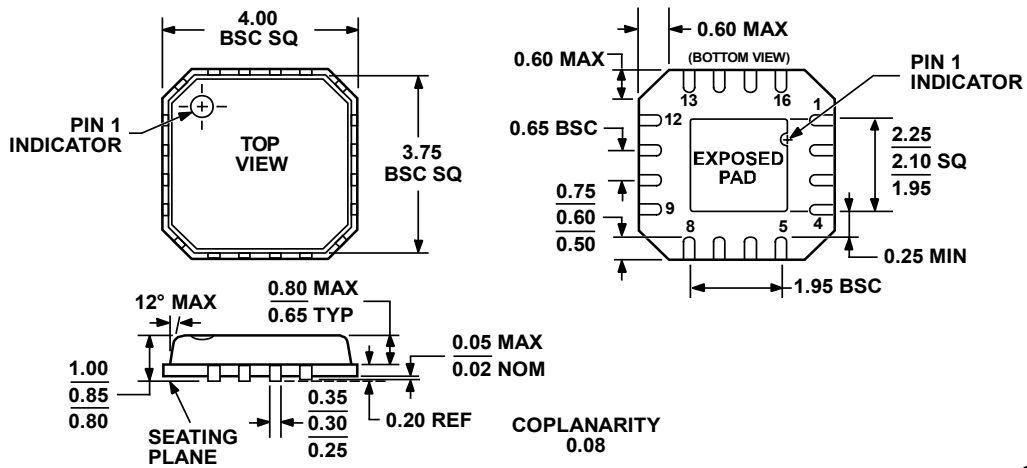 4.00
BSC SQ
PIN 1
INDICATOR
TOP
VIEW
3.75
BSC SQ
0.60 MAX
0.60 MAX
(BOTTOM VIEW)
PIN 1
INDICATOR
13
16
1
12
0.65 BSC
EXPOSED
PAD
2.25
2.10 SQ
1.95
0.75
0.60
0.50
9
8
5
4
0.25 MIN
1.95 BSC
12° MAX
0.80 MAX
0.65 TYP
0.05 MAX
0.02 NOM
1.00
0.85
0.80
SEATING
PLANE
0.35
0.30
0.25
0.20 REF
COPLANARITY
0.08